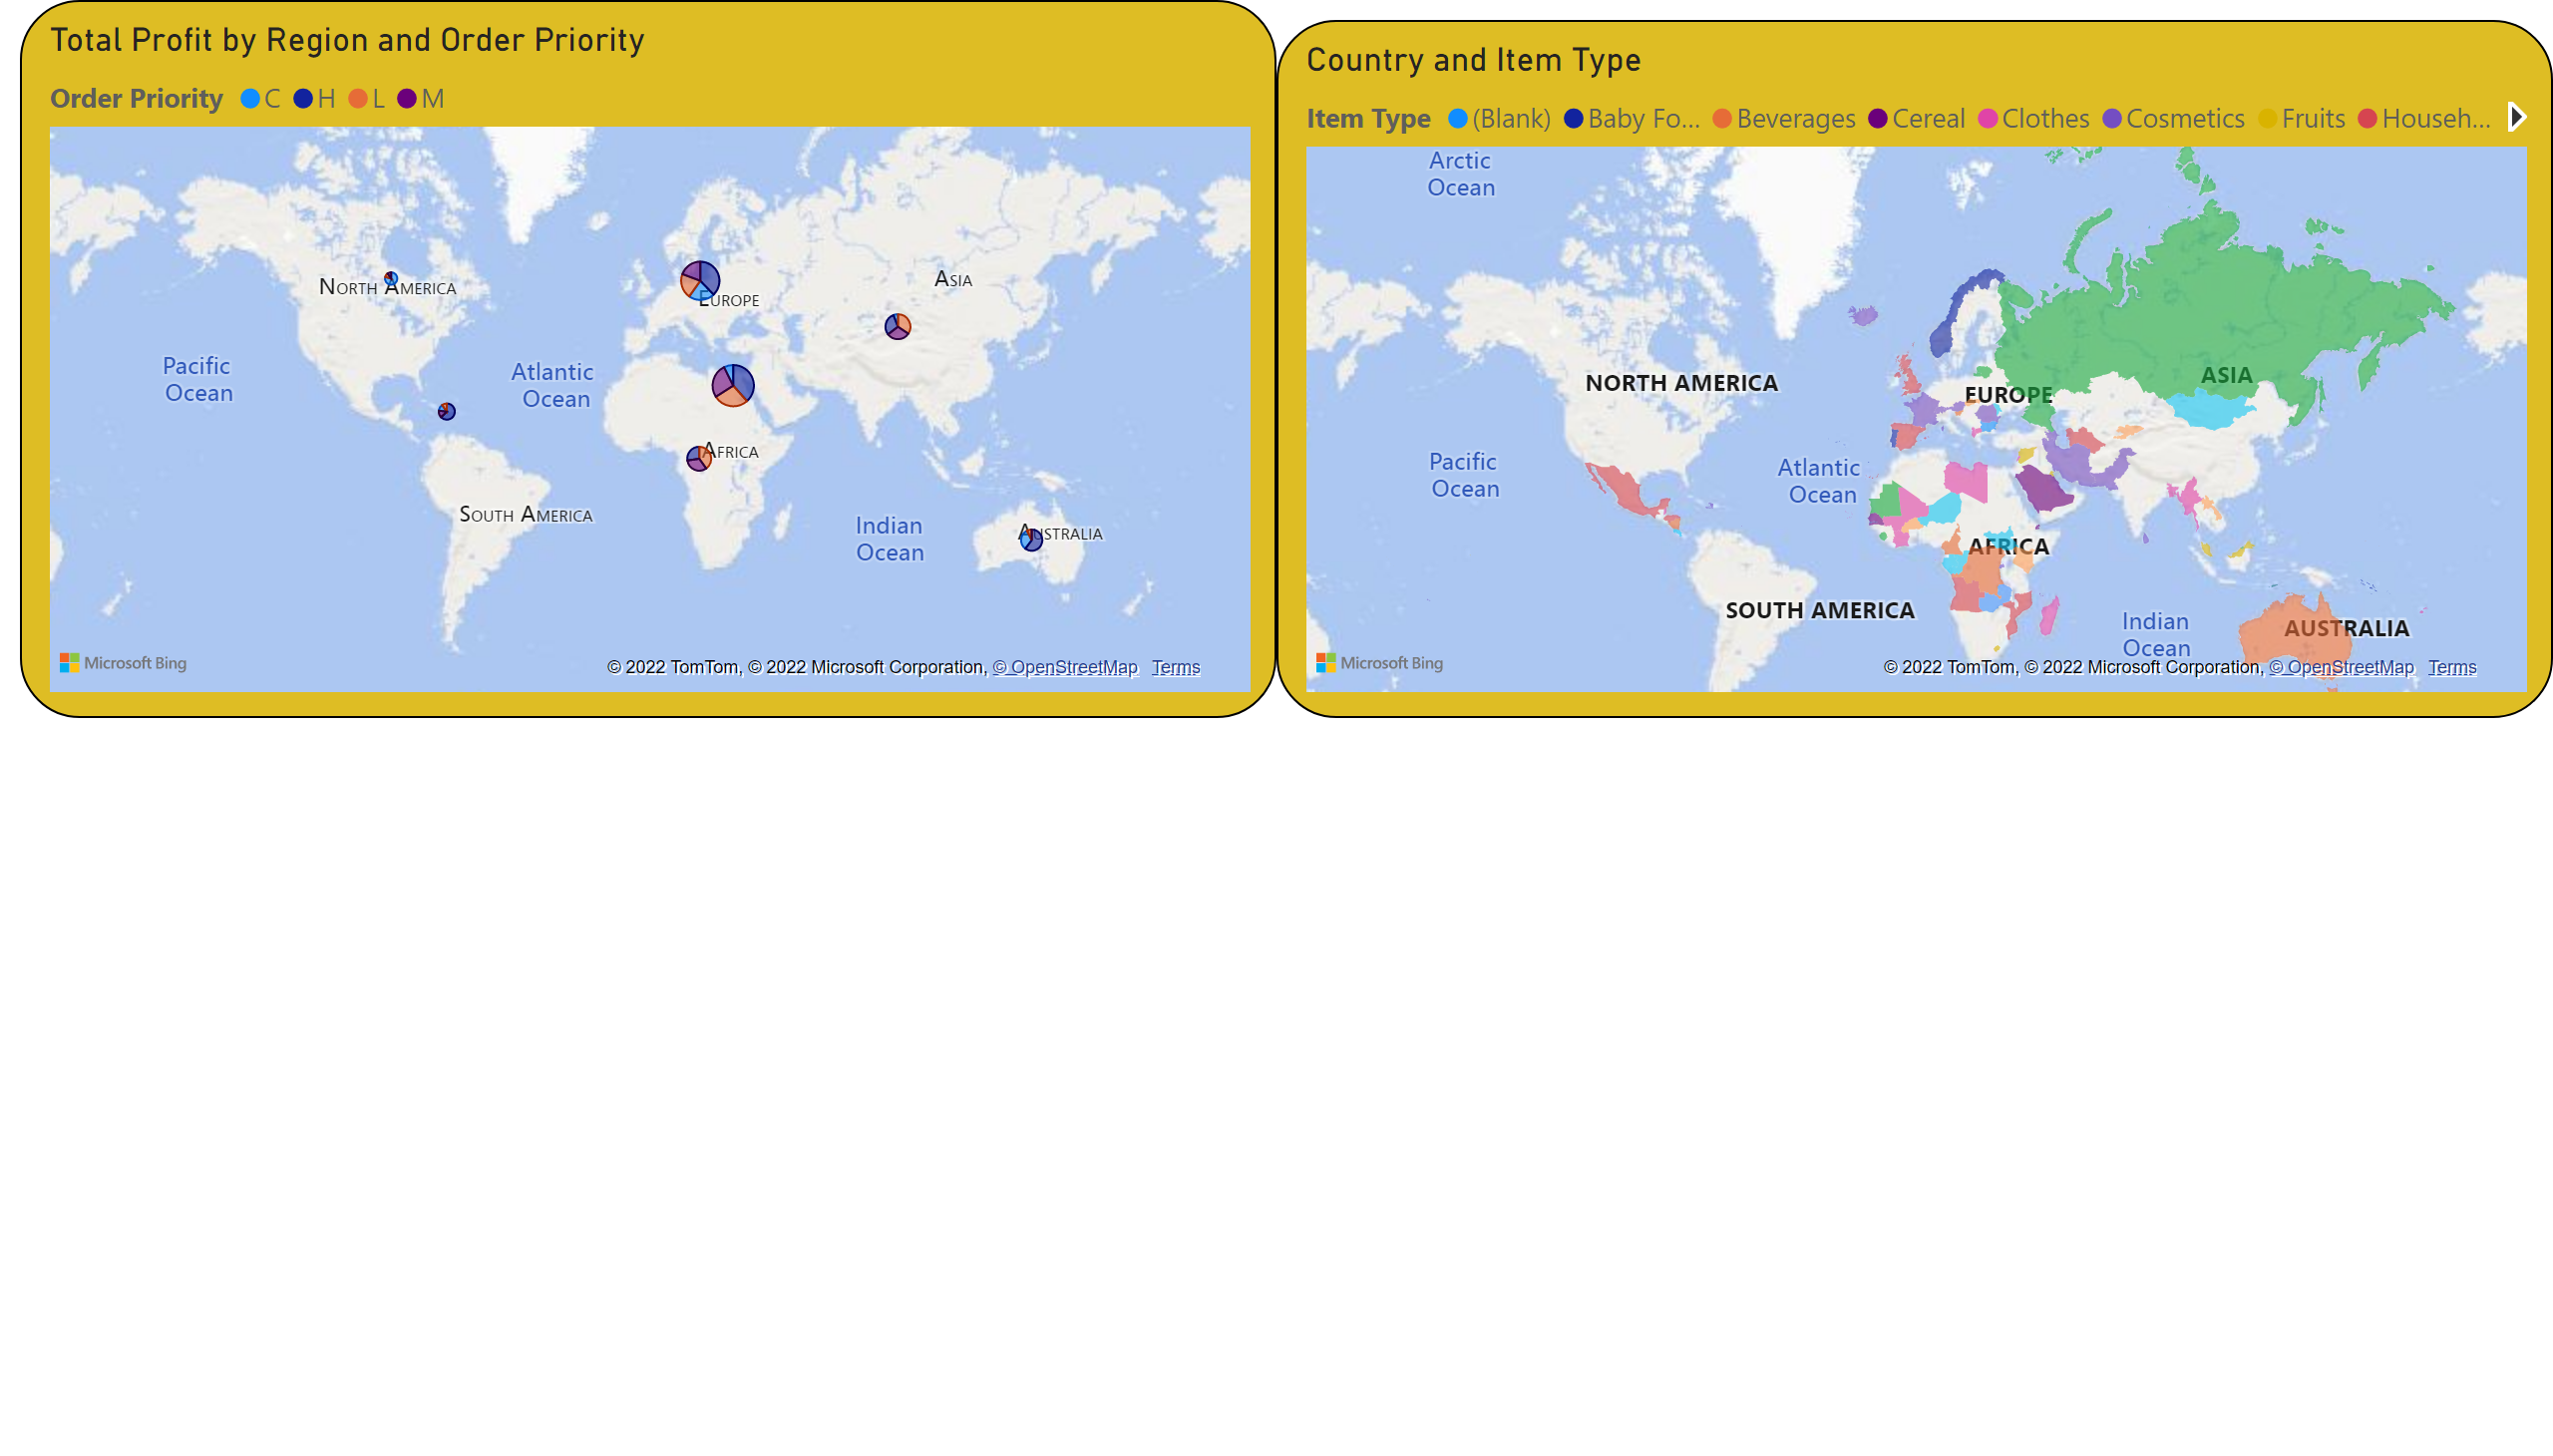 Total Profit by Region and Order Priority
Order Priority C H L M
NORTH AMERICA
EUROPE
ASIA
Pacific
Ocean
Atlantic
Ocean
AFRICA
SOUTH AMERICA
Indian
Ocean
AUSTRALIA
Microsoft Bing
© 2022 TomTom, © 2022 Microsoft Corporation, © OpenStreetMap Terms
Country and Item Type
Item Type (Blank) Baby Fo... Beverages Cereal Clothes Cosmetics Fruits Househ...
Arctic
Ocean
NORTH AMERICA
EUROPE
ASIA
Pacific
Ocean
Atlantic
Ocean
AFRICA
SOUTH AMERICA
Indian
Ocean
AUSTRALIA
Microsoft Bing
© 2022 TomTom, © 2022 Microsoft Corporation, © OpenStreetMap Terms